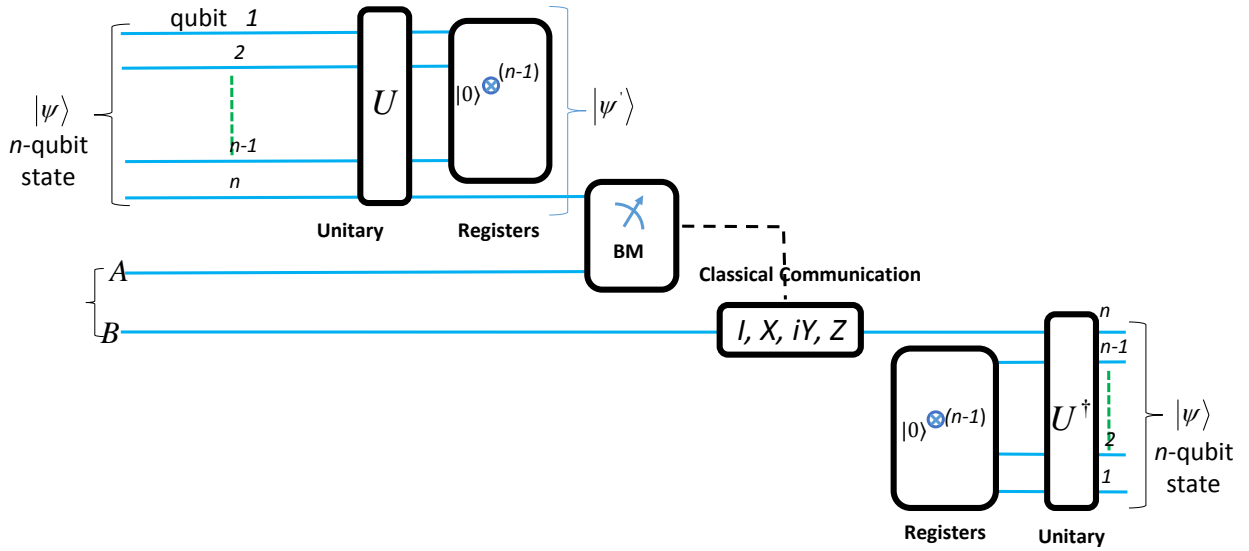 qubit 1
2
n-1
n
|ψ⟩
n-qubit
state
U
|0⟩⊗(n-1)
|ψ'⟩
Unitary
Registers
BM
A
B
Classical Communication
I, X, iY, Z
n
n-1
2
1
|0⟩⊗(n-1)
U†
|ψ⟩
n-qubit
state
Registers
Unitary